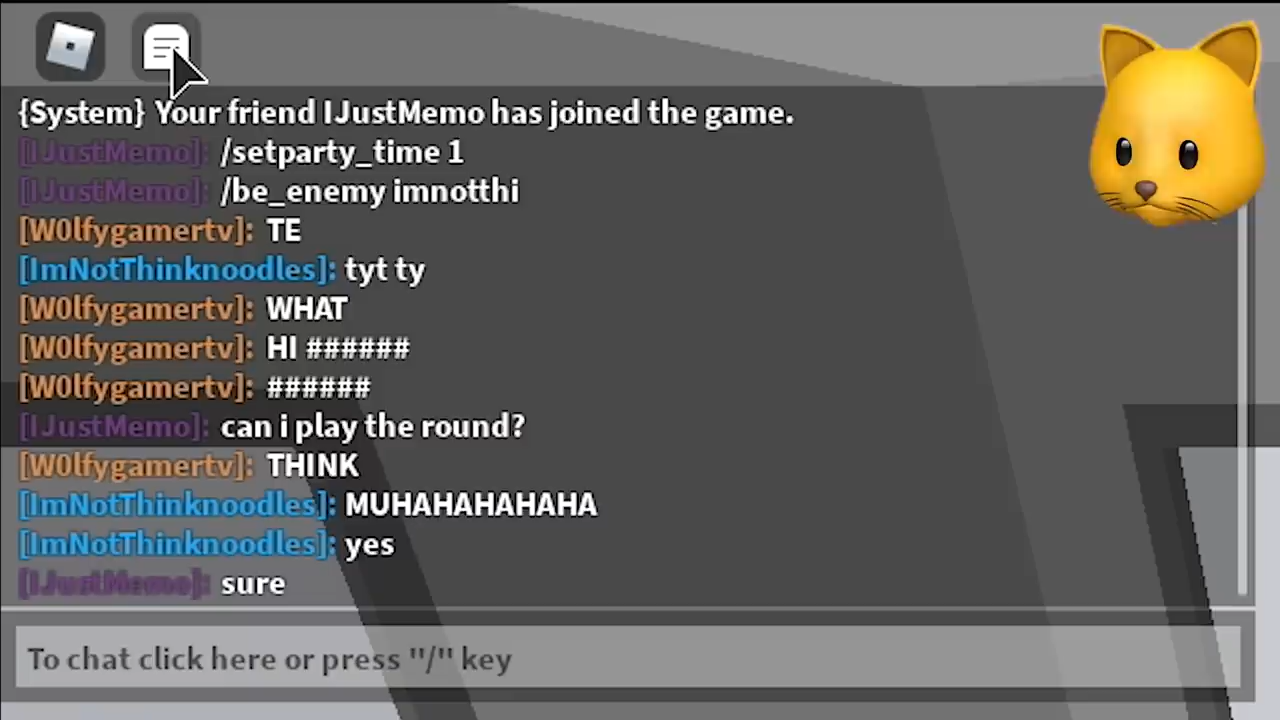 {System} Your friend IJustMemo has joined the game.
[IJustMemo]: /setparty_time 1
[IJustMemo]: /be_enemy imnotthi
[W0lfygamertv]: TE
[ImNotThinknoodles]: tyt ty
[W0lfygamertv]: WHAT
[W0lfygamertv]: HI ######
[W0lfygamertv]: ######
[IJustMemo]: can i play the round?
[W0lfygamertv]: THINK
[ImNotThinknoodles]: MUHAHAHAHAHA
[ImNotThinknoodles]: yes
[IJustMemo]: sure
To chat click here or press "/" key